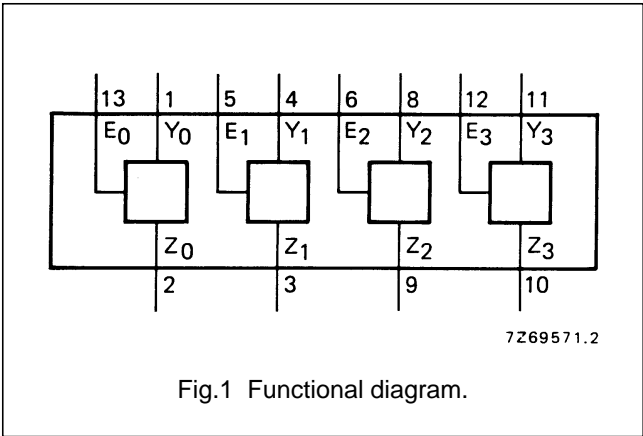 13 1 5 4 6 8 12 11
E0 Y0 E1 Y1 E2 Y2 E3 Y3
Z0 Z1 Z2 Z3
2 3 9 10
7Z69571.2
Fig.1 Functional diagram.